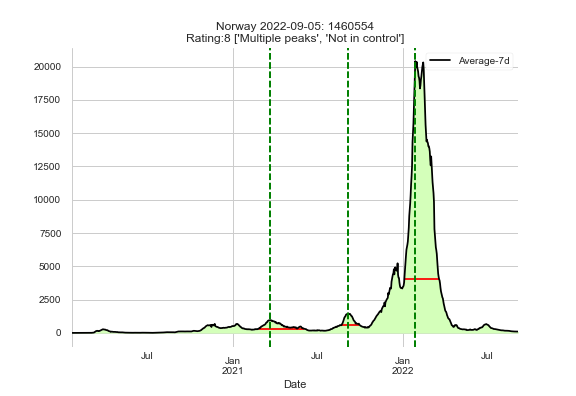 Norway 2022-09-05: 1460554
Rating:8 ['Multiple peaks', 'Not in control']
Average-7d
20000
17500
15000
12500
10000
7500
5000
2500
0
Jul
Jan
2021
Jul
Jan
2022
Jul
Date